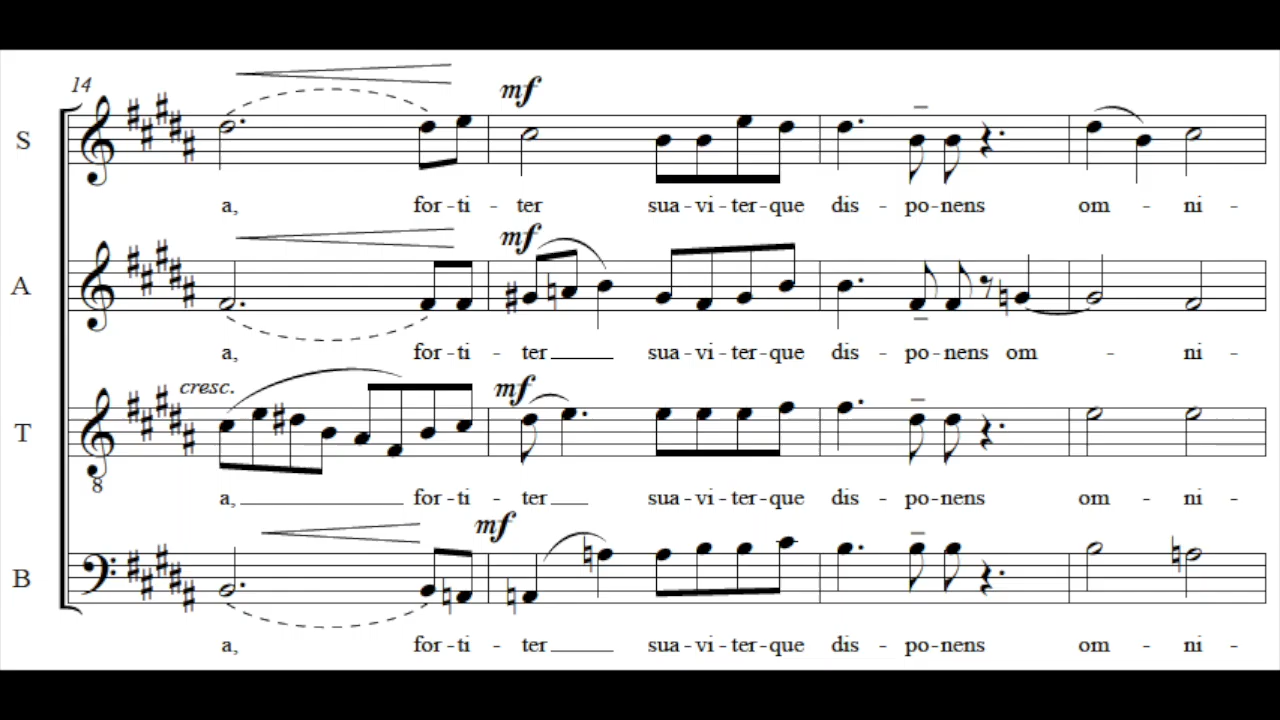 14
mf
S
a, for - ti - ter sua - vi - ter - que dis - po - nens om - ni -
mf
A
a, for - ti - ter sua - vi - ter - que dis - po - nens om - ni -
cresc. mf
T
8
a, for - ti - ter sua - vi - ter - que dis - po - nens om - ni -
mf
B
a, for - ti - ter sua - vi - ter - que dis - po - nens om - ni -